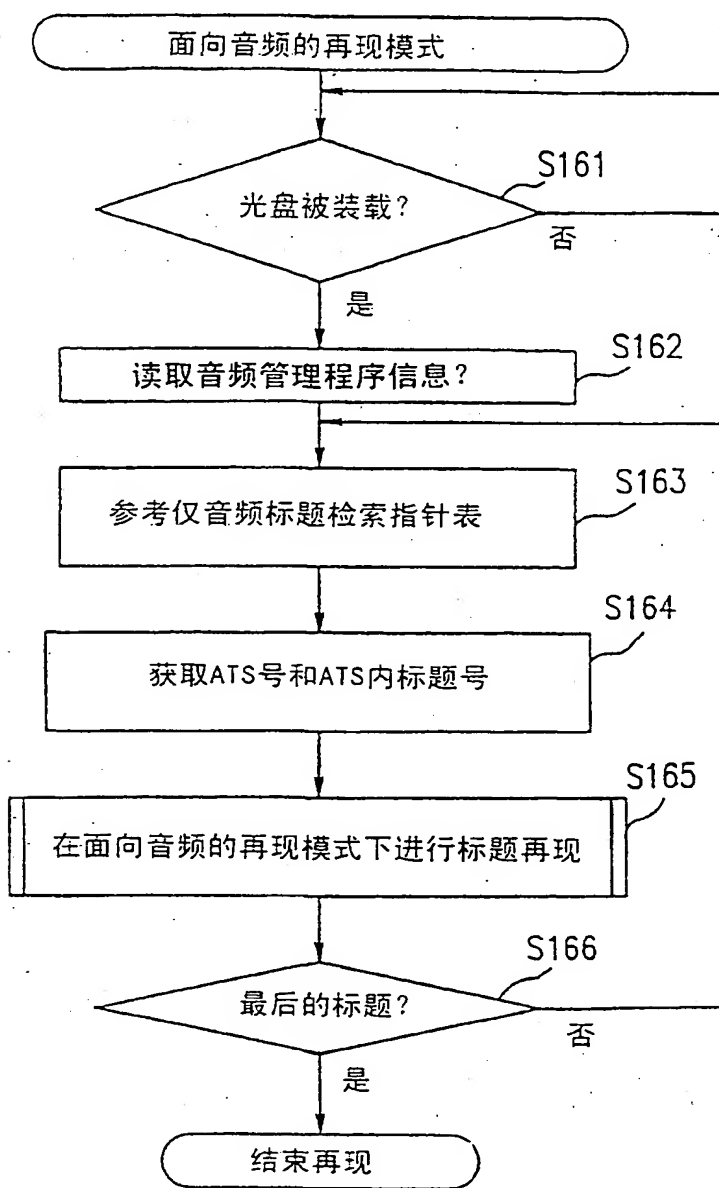 面向音频的再现模式
S161
光盘被装载？
否
是
S162
读取音频管理程序信息？
S163
参考仅音频标题检索指针表
S164
获取ATS号和ATS内标题号
S165
在面向音频的再现模式下进行标题再现
S166
最后的标题？
否
是
结束再现